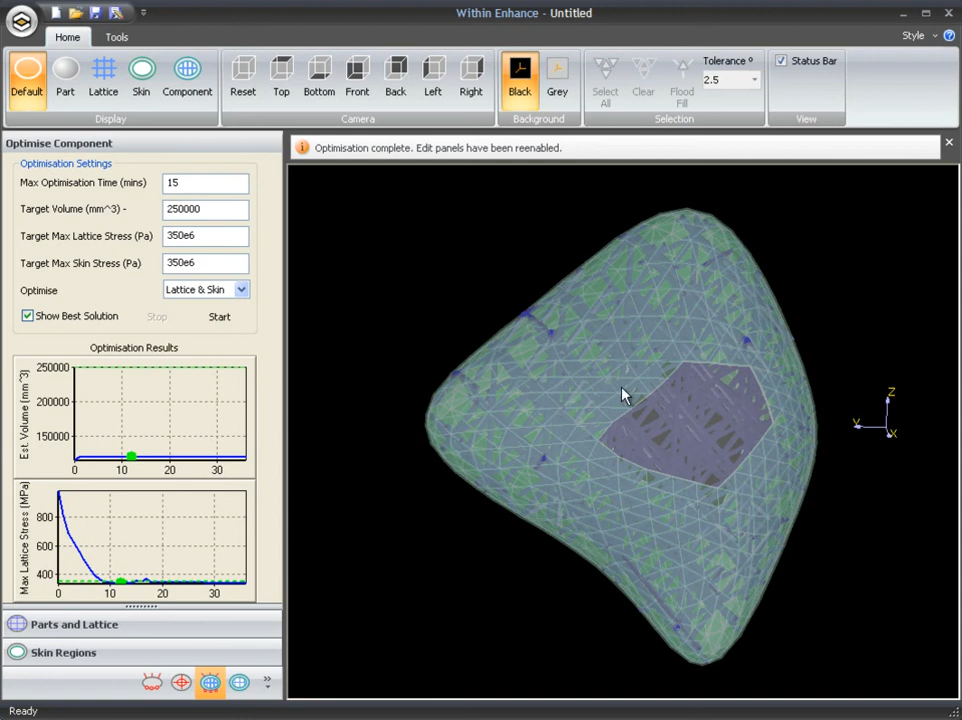 Within Enhance - Untitled
Home Tools
Style
Default Part Lattice Skin Component
Display
Reset Top Bottom Front Back Left Right
Camera
Black Grey
Background
Select All Clear Flood Fill
Tolerance º
2.5
Selection
Status Bar
View
Optimise Component
Optimisation complete. Edit panels have been reenabled.
Optimisation Settings
Max Optimisation Time (mins) 15
Target Volume (mm^3) - 250000
Target Max Lattice Stress (Pa) 350e6
Target Max Skin Stress (Pa) 350e6
Optimise Lattice & Skin
Show Best Solution Stop Start
Optimisation Results
Est. Volume (mm^3)
250000
200000
150000
0 10 20 30
Max Lattice Stress (MPa)
800
600
400
0 10 20 30
Z
Y
X
Parts and Lattice
Skin Regions
Ready